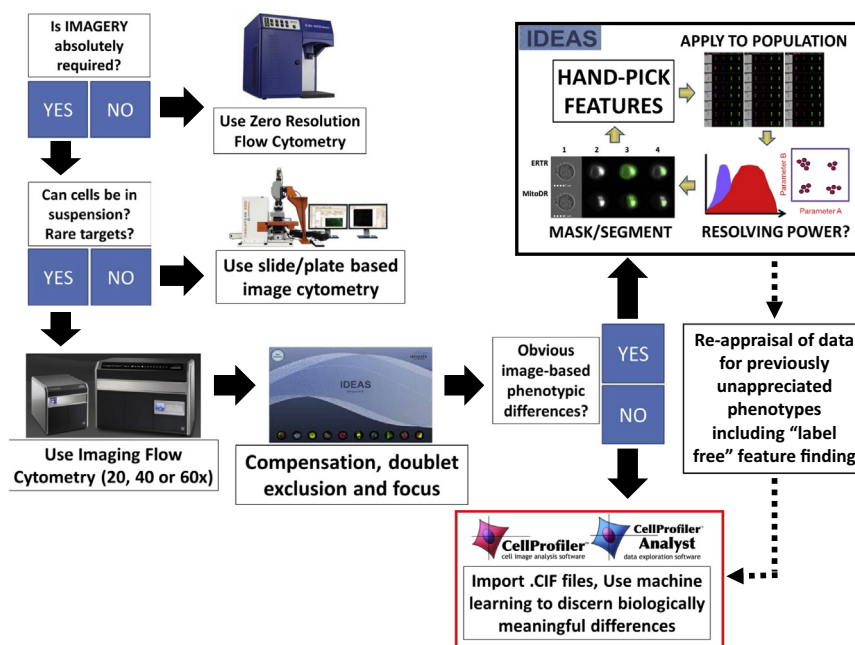 Is IMAGERY
absolutely
required?
YES
NO
Use Zero Resolution
Flow Cytometry
Can cells be in
suspension?
Rare targets?
YES
NO
Use slide/plate based
image cytometry
Use Imaging Flow
Cytometry (20, 40 or 60x)
IDEAS
Compensation, doublet
exclusion and focus
Obvious
image-based
phenotypic
differences?
YES
NO
IDEAS
APPLY TO POPULATION
HAND-PICK
FEATURES
1 2 3 4
ERTR
MitoDR
MASK/SEGMENT
Parameter B
Parameter A
RESOLVING POWER?
Re-appraisal of data
for previously
unappreciated
phenotypes
including “label
free” feature finding
CellProfiler™
cell image analysis software
CellProfiler™
Analyst
data exploration software
Import .CIF files, Use machine
learning to discern biologically
meaningful differences